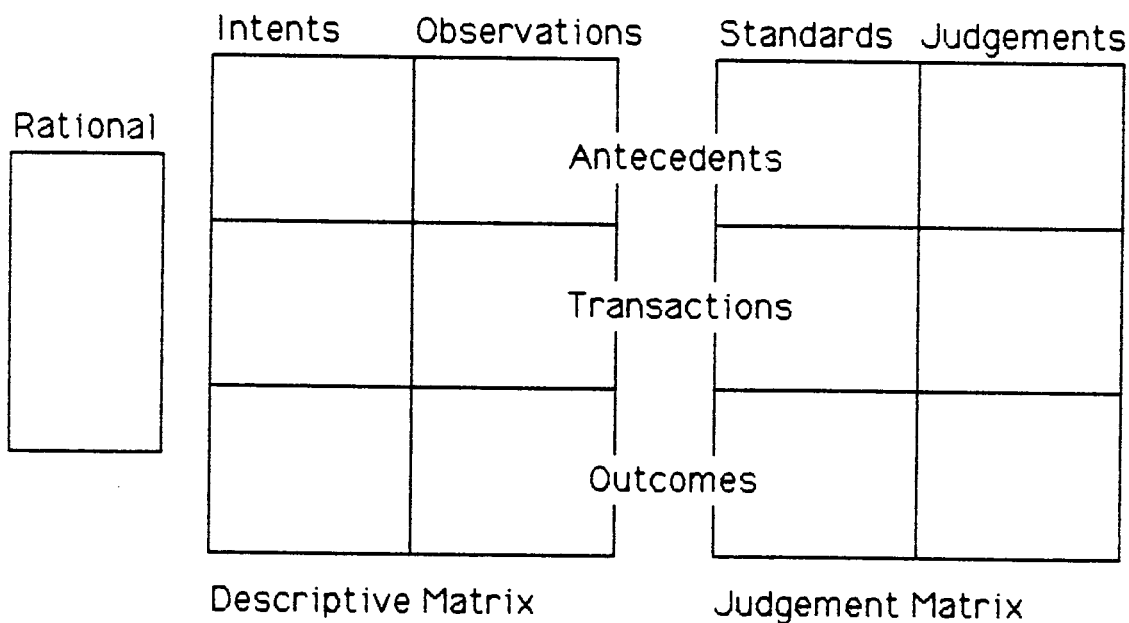 Intents Observations Standards Judgements
Rational
Antecedents
Transactions
Outcomes
Descriptive Matrix Judgement Matrix